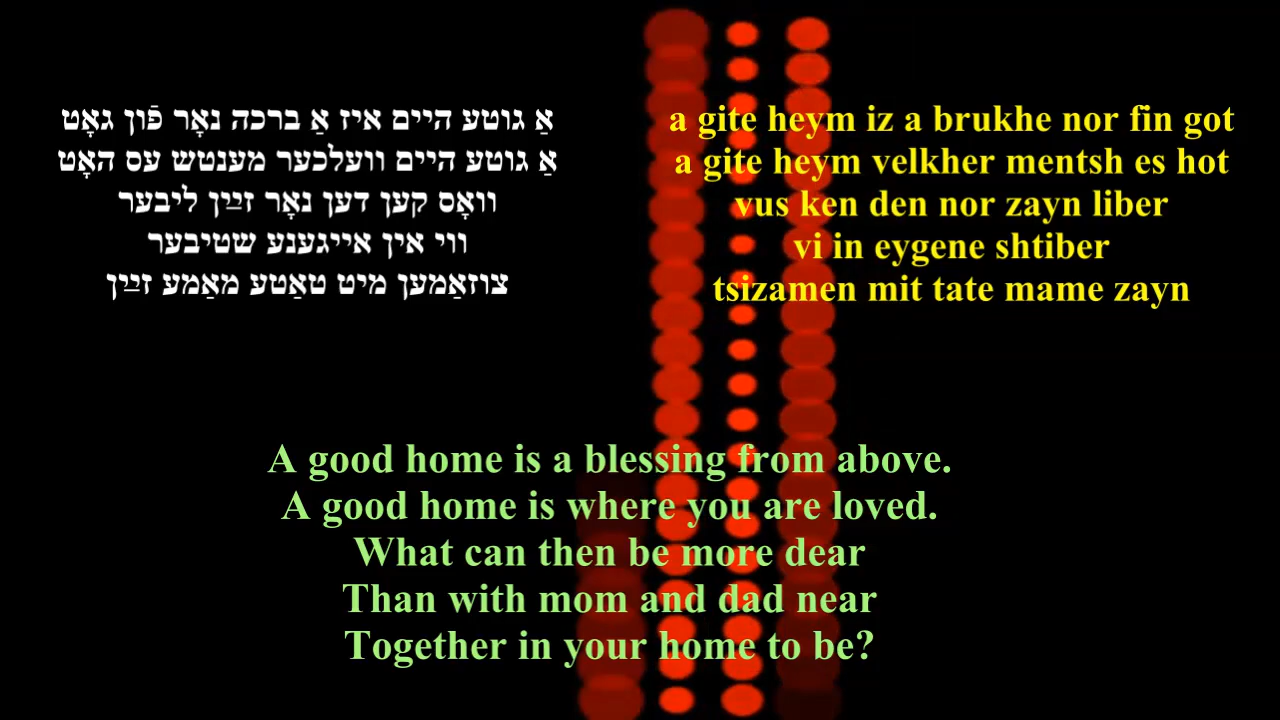 אַ גוטע היים איז אַ ברכה נאָר פֿון גאָט
אַ גוטע היים וועלכער מענטש עס האָט
וואָס קען דען נאָר זײַן ליבער
ווי אין אייגענע שטיבער
צוזאַמען מיט טאַטע מאַמע זײַן
a gite heym iz a brukhe nor fin got
a gite heym velkher mentsh es hot
vus ken den nor zayn liber
vi in eygene shtiber
tsizamen mit tate mame zayn
A good home is a blessing from above.
A good home is where you are loved.
What can then be more dear
Than with mom and dad near
Together in your home to be?